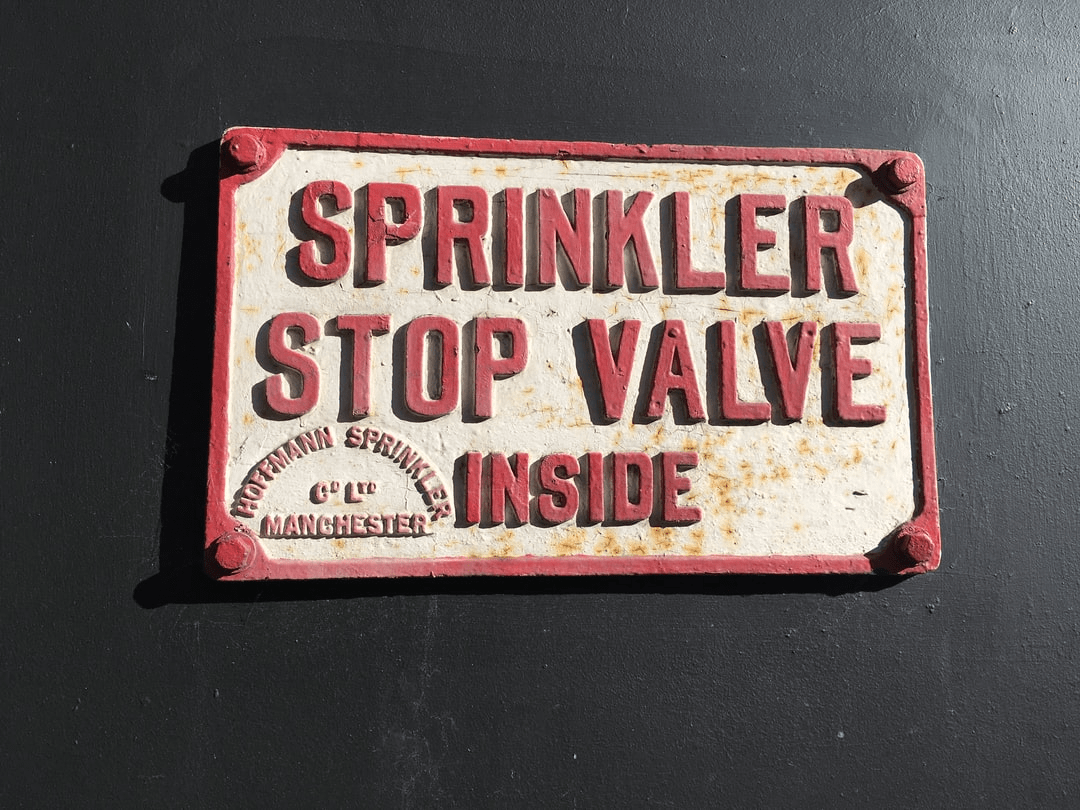 SPRINKLER
STOP VALVE
INSIDE
HOFFMANN SPRINKLER
Cº Lᵀᴰ
MANCHESTER